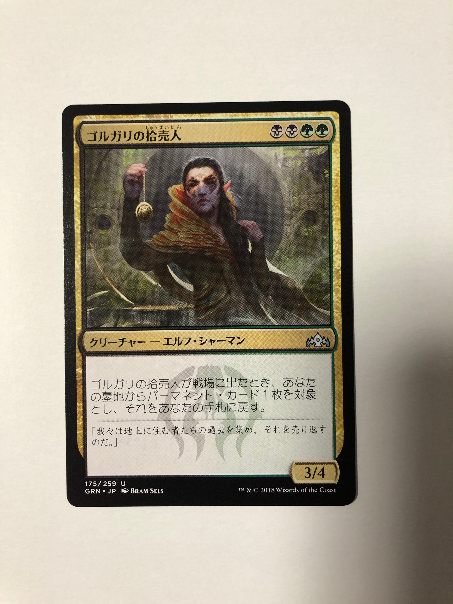 ゴルガリの拾売人
クリーチャー — エルフ・シャーマン
ゴルガリの拾売人が戦場に出たとき、あなた
の墓地からパーマネント・カード1枚を対象
とし、それをあなたの手札に戻す。
「我々は地上に住む者たちの過去を集め、それを売り返す
のだ。」
3/4
175/259 U
GRN • JP Bram Sels
™ & © 2018 Wizards of the Coast